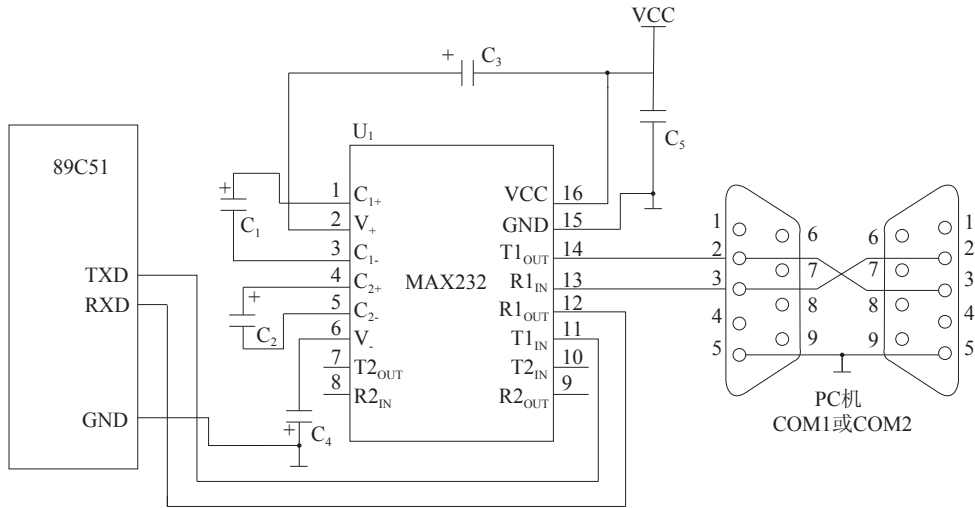 VCC
+
C3
C5
U1
89C51
TXD
RXD
GND
+
C1
+
C2
+
C4
1
2
3
4
5
6
7
8
C1+
V+
C1-
C2+
C2-
V-
T2OUT
R2IN
MAX232
VCC
GND
T1OUT
R1IN
R1OUT
T1IN
T2IN
R2OUT
16
15
14
13
12
11
10
9
1
2
3
4
5
6
7
8
9
6
7
8
9
1
2
3
4
5
PC机
COM1或COM2